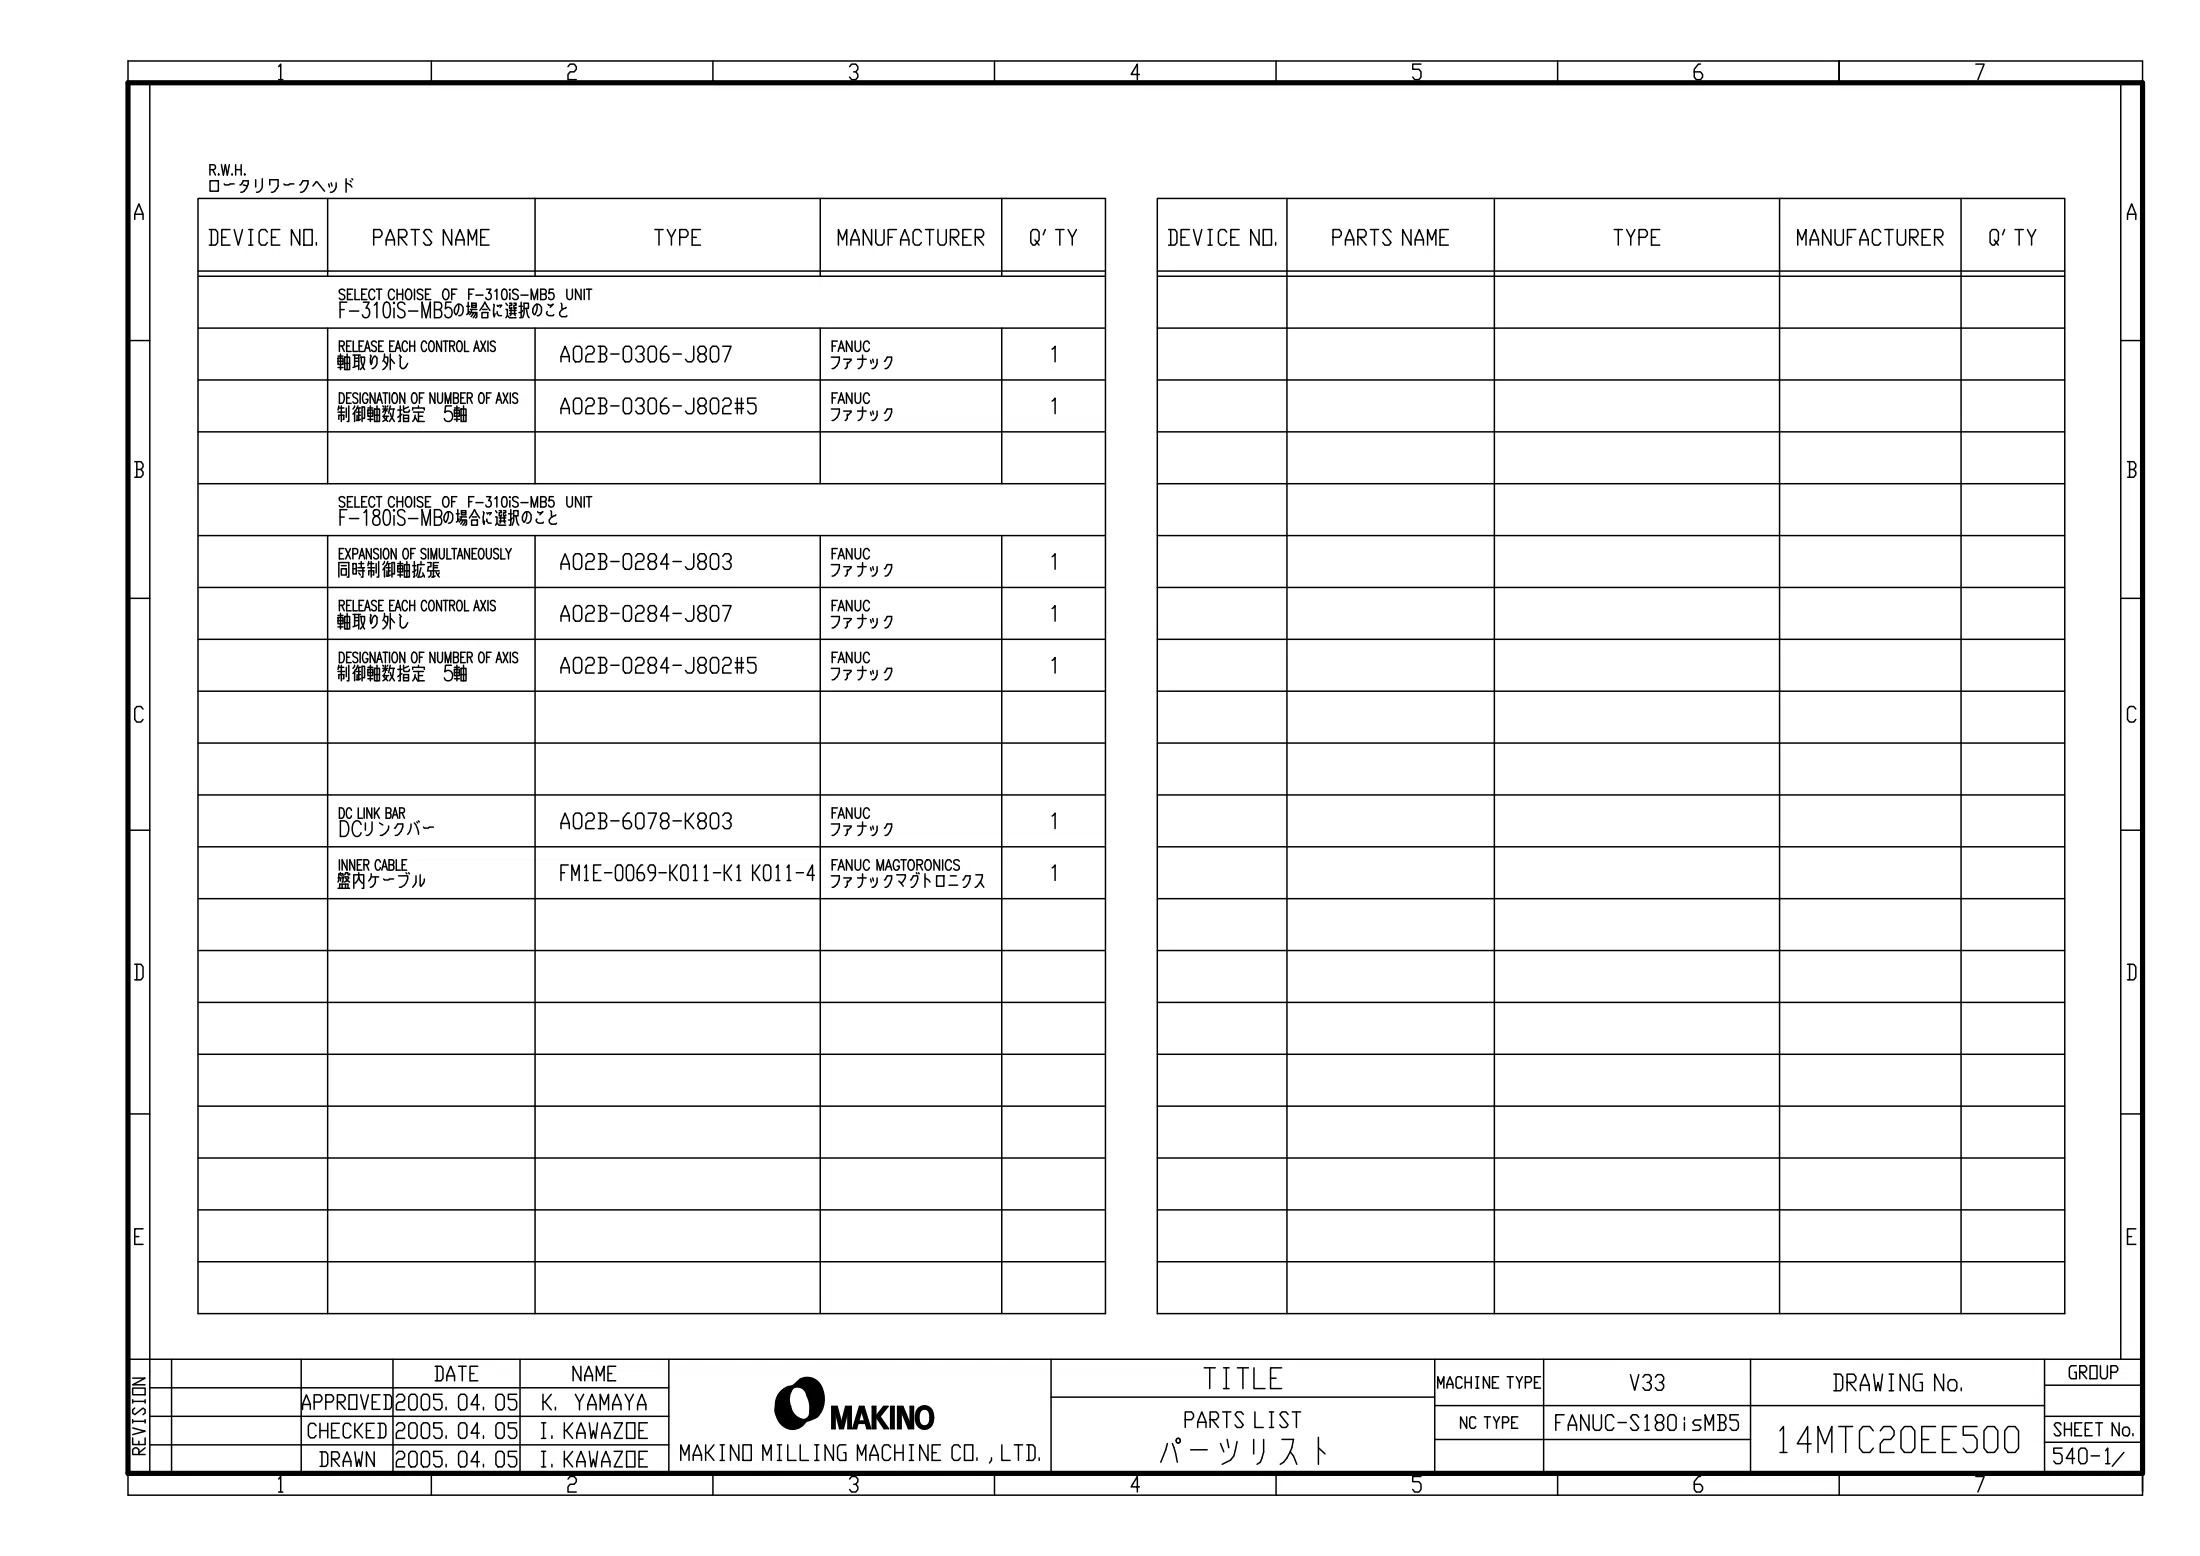 1 2 3 4 5 6 7
R.W.H.
ロータリワークヘッド
DEVICE NO. PARTS NAME TYPE MANUFACTURER Q'TY
SELECT CHOISE OF F-310iS-MB5 UNIT
F-310iS-MB5の場合に選択のこと
RELEASE EACH CONTROL AXIS
軸取り外し
A02B-0306-J807
FANUC
ファナック
1
DESIGNATION OF NUMBER OF AXIS
制御軸数指定 5軸
A02B-0306-J802#5
FANUC
ファナック
1
SELECT CHOISE OF F-310iS-MB5 UNIT
F-180iS-MBの場合に選択のこと
EXPANSION OF SIMULTANEOUSLY
同時制御軸拡張
A02B-0284-J803
FANUC
ファナック
1
RELEASE EACH CONTROL AXIS
軸取り外し
A02B-0284-J807
FANUC
ファナック
1
DESIGNATION OF NUMBER OF AXIS
制御軸数指定 5軸
A02B-0284-J802#5
FANUC
ファナック
1
DC LINK BAR
DCリンクバー
A02B-6078-K803
FANUC
ファナック
1
INNER CABLE
盤内ケーブル
FM1E-0069-K011-K1 K011-4
FANUC MAGTORONICS
ファナックマグトロニクス
1
DEVICE NO. PARTS NAME TYPE MANUFACTURER Q'TY
A
B
C
D
E
A
B
C
D
E
REVISION
DATE NAME
APPROVED 2005. 04. 05 K. YAMAYA
CHECKED 2005. 04. 05 I. KAWAZOE
DRAWN 2005. 04. 05 I. KAWAZOE
MAKINO
MAKINO MILLING MACHINE CO., LTD.
TITLE
PARTS LIST
パーツリスト
MACHINE TYPE V33
NC TYPE FANUC-S180isMB5
DRAWING No.
14MTC20EE500
GROUP
SHEET No.
540-1/
1 2 3 4 5 6 7